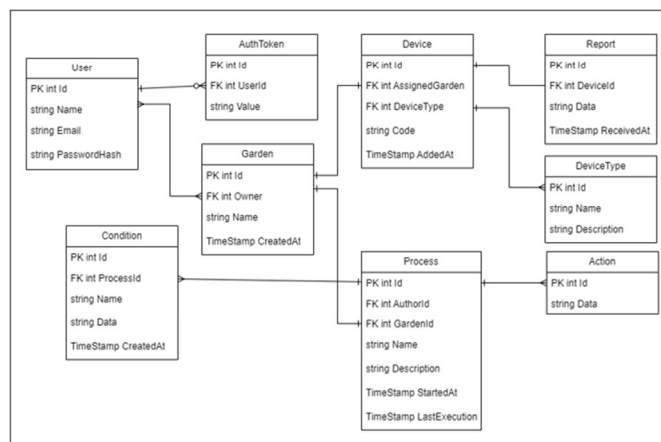 User
PK int Id
string Name
string Email
string PasswordHash
AuthToken
PK int Id
FK int UserId
string Value
Garden
PK int Id
FK int Owner
string Name
TimeStamp CreatedAt
Device
PK int Id
FK int AssignedGarden
FK int DeviceType
string Code
TimeStamp AddedAt
Report
PK int Id
FK int DeviceId
string Data
TimeStamp ReceivedAt
DeviceType
PK int Id
string Name
string Description
Condition
PK int Id
FK int ProcessId
string Name
string Data
TimeStamp CreatedAt
Process
PK int Id
FK int AuthorId
FK int GardenId
string Name
string Description
TimeStamp StartedAt
TimeStamp LastExecution
Action
PK int Id
string Data